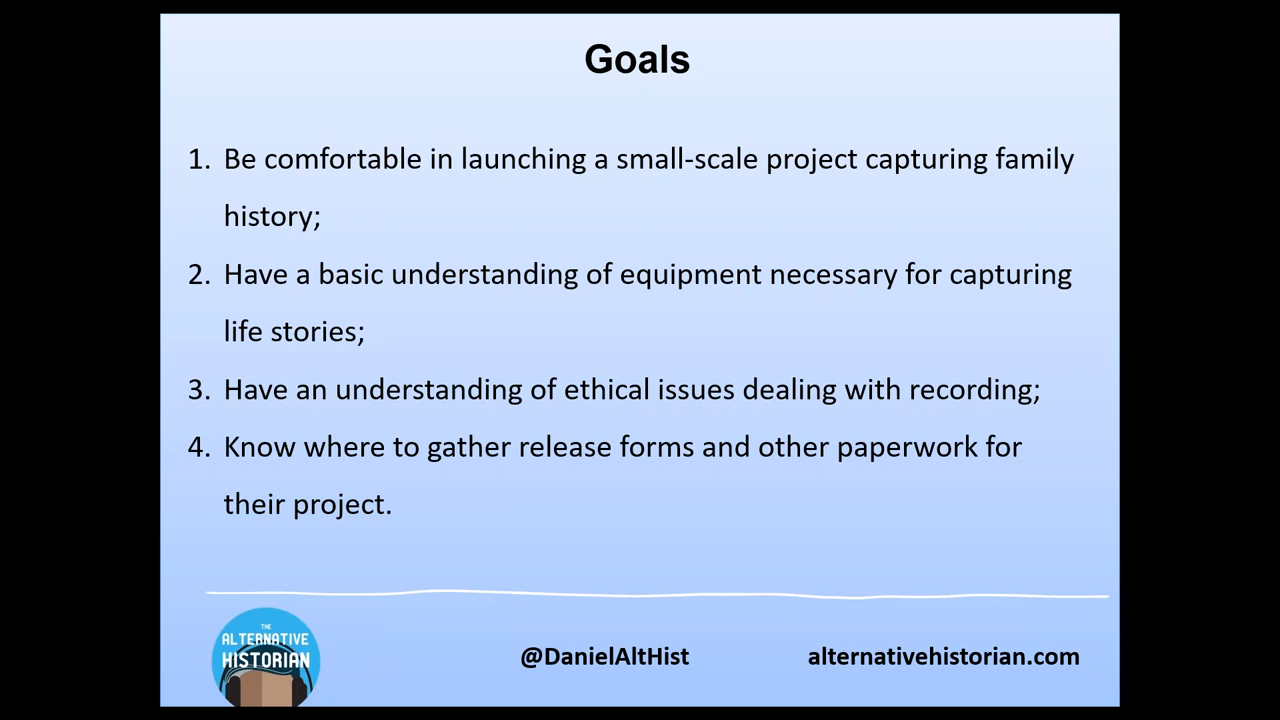 Goals
1. Be comfortable in launching a small-scale project capturing family
history;
2. Have a basic understanding of equipment necessary for capturing
life stories;
3. Have an understanding of ethical issues dealing with recording;
4. Know where to gather release forms and other paperwork for
their project.
THE
ALTERNATIVE
HISTORIAN
@DanielAltHist
alternativehistorian.com